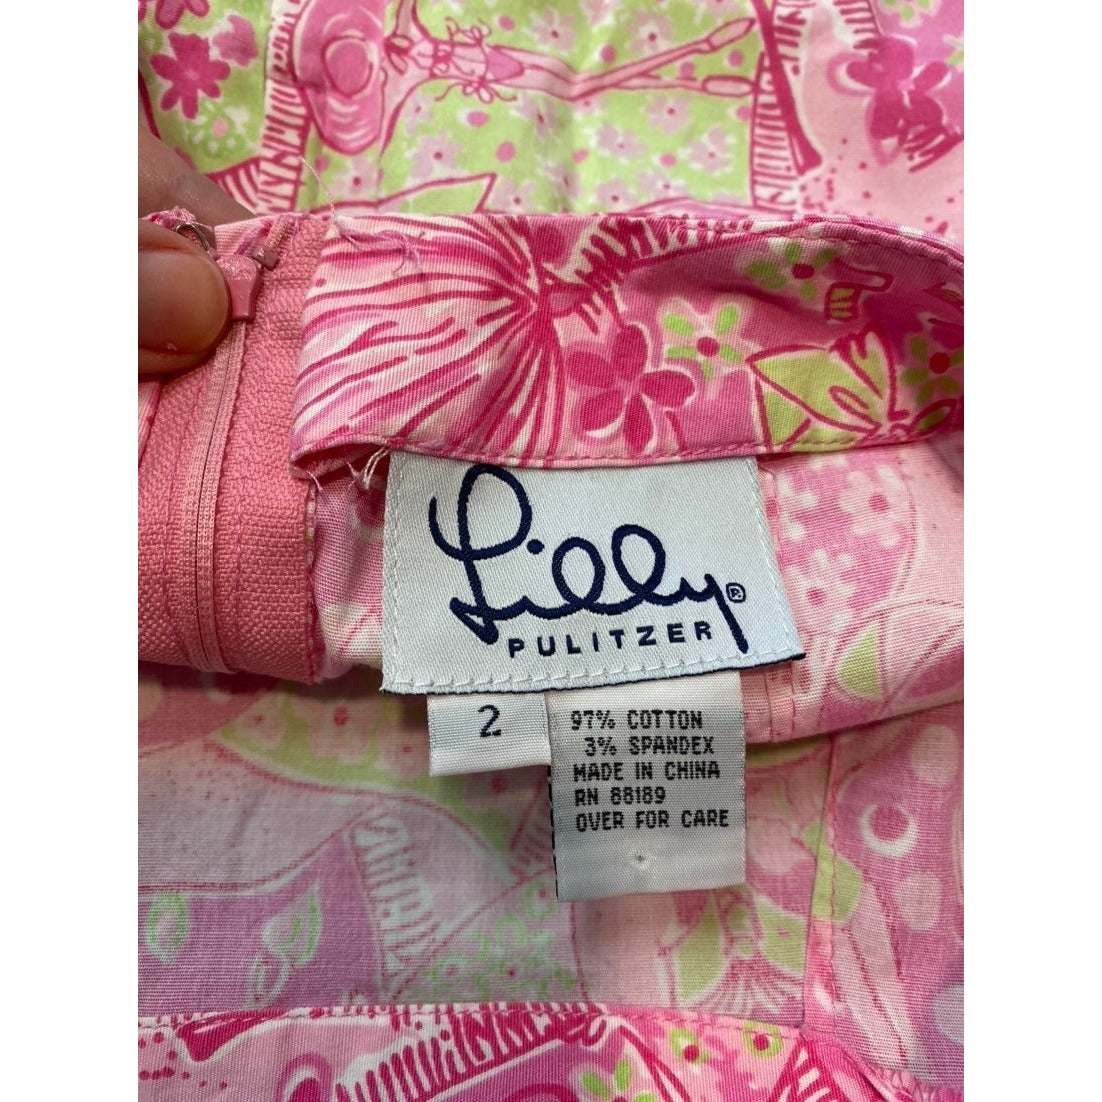 Lilly®
PULITZER
2
97% COTTON
3% SPANDEX
MADE IN CHINA
RN 88189
OVER FOR CARE